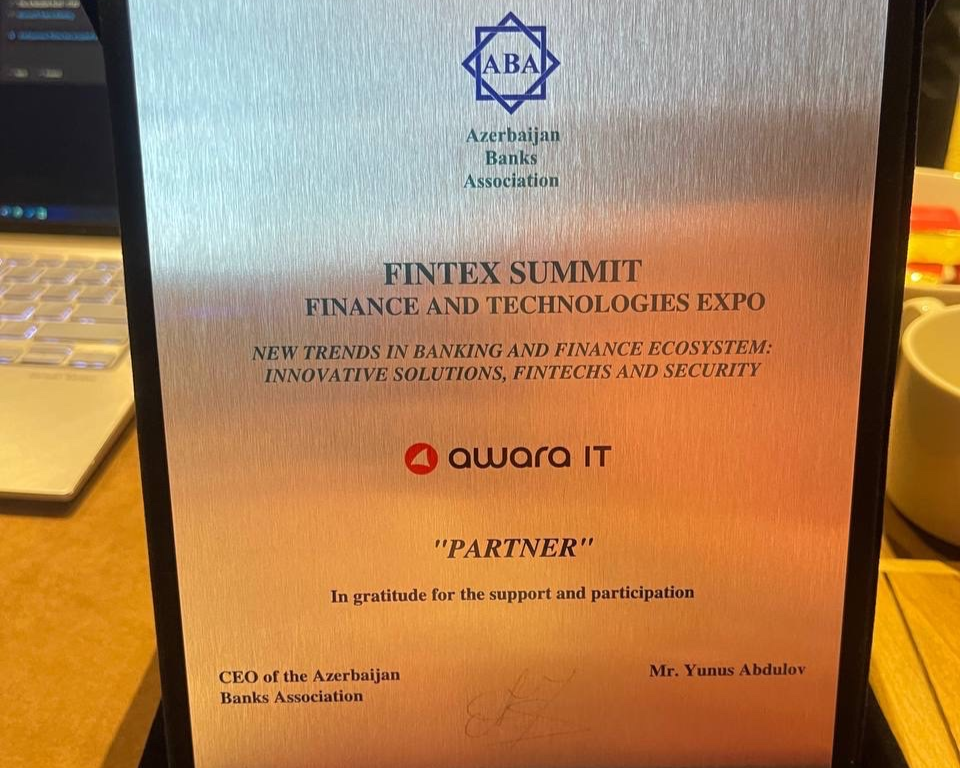 ABA
Azerbaijan
Banks
Association
FINTEX SUMMIT
FINANCE AND TECHNOLOGIES EXPO
NEW TRENDS IN BANKING AND FINANCE ECOSYSTEM:
INNOVATIVE SOLUTIONS, FINTECHS AND SECURITY
awara IT
"PARTNER"
In gratitude for the support and participation
CEO of the Azerbaijan
Banks Association
Mr. Yunus Abdulov